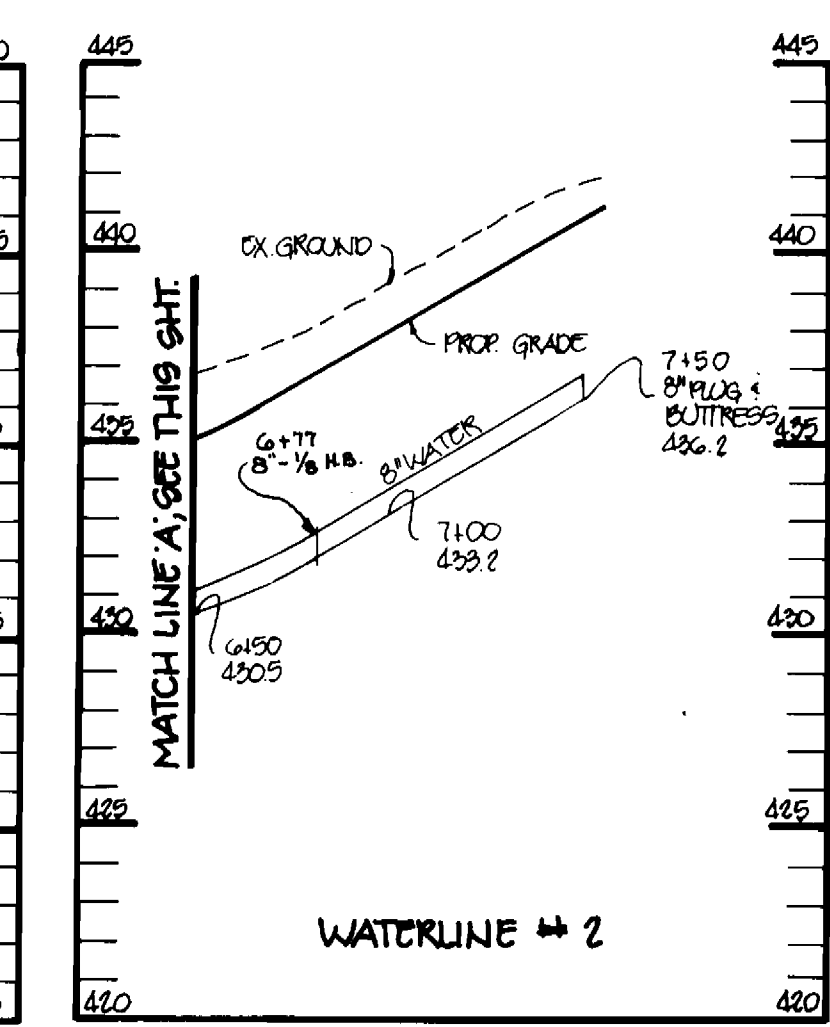 445
445
EX. GROUND
440
440
PROP. GRADE
MATCH LINE 'A', SEE THIS SHT.
435
435
6+77
8"-1/8 H.B.
8" WATER
7+50
8" PLUG &
BUTTRESS
436.2
7+00
433.2
430
430
6+50
430.5
425
425
WATERLINE # 2
420
420